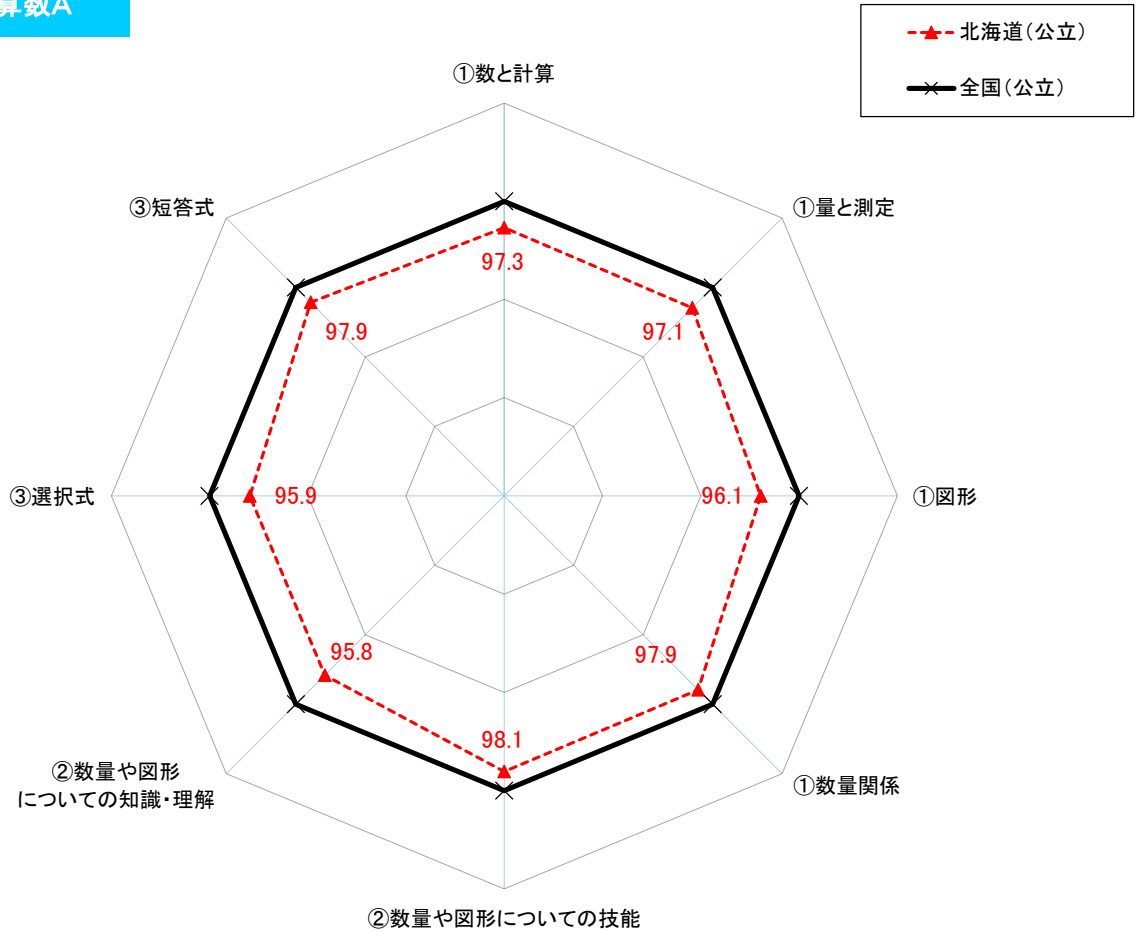 算数A
北海道(公立)
全国(公立)
①数と計算
③短答式
①量と測定
97.3
97.9
97.1
③選択式
95.9
96.1
①図形
95.8
97.9
98.1
②数量や図形
についての知識・理解
①数量関係
②数量や図形についての技能